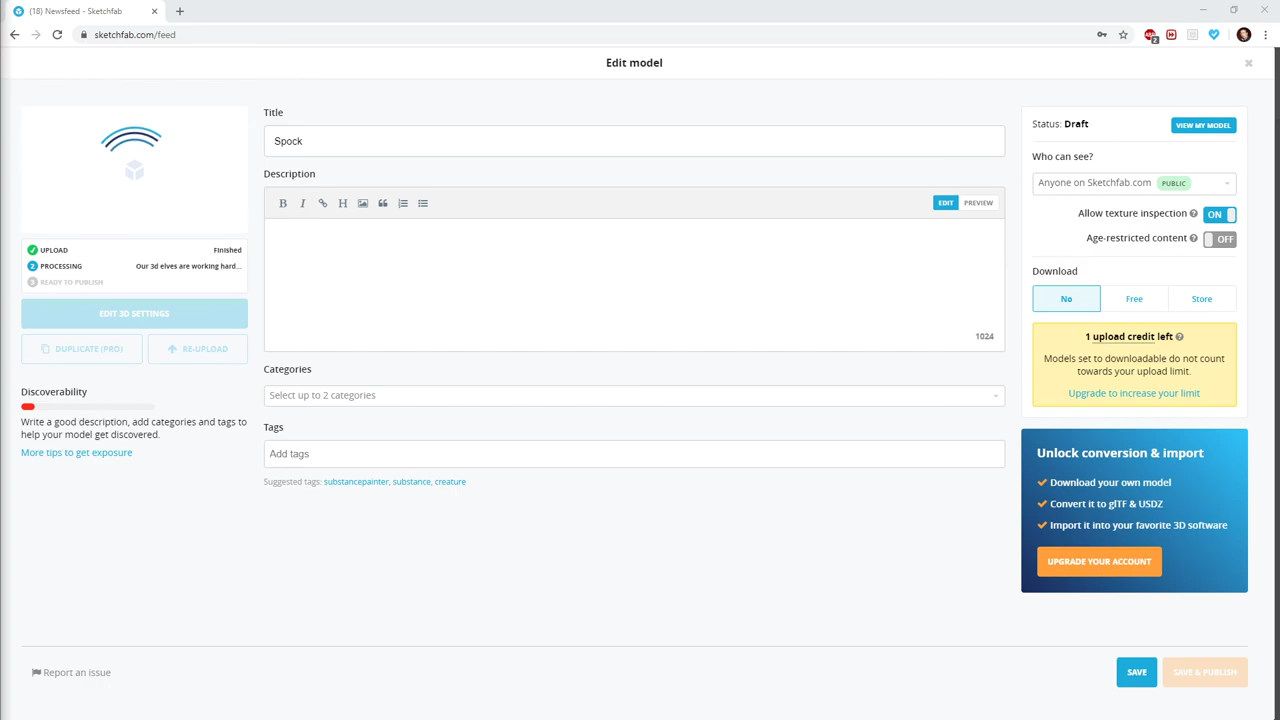 (18) Newsfeed - Sketchfab
sketchfab.com/feed
2
Edit model
Title
Spock
Description
B I H
EDIT PREVIEW
1024
UPLOAD Finished
2 PROCESSING Our 3d elves are working hard...
3 READY TO PUBLISH
EDIT 3D SETTINGS
DUPLICATE (PRO) RE-UPLOAD
Discoverability
Write a good description, add categories and tags to
help your model get discovered.
More tips to get exposure
Categories
Select up to 2 categories
Tags
Add tags
Suggested tags: substancepainter, substance, creature
Status: Draft
VIEW MY MODEL
Who can see?
Anyone on Sketchfab.com PUBLIC
Allow texture inspection ? ON
Age-restricted content ? OFF
Download
No Free Store
1 upload credit left ?
Models set to downloadable do not count
towards your upload limit.
Upgrade to increase your limit
Unlock conversion & import
Download your own model
Convert it to glTF & USDZ
Import it into your favorite 3D software
UPGRADE YOUR ACCOUNT
Report an issue
SAVE
SAVE & PUBLISH